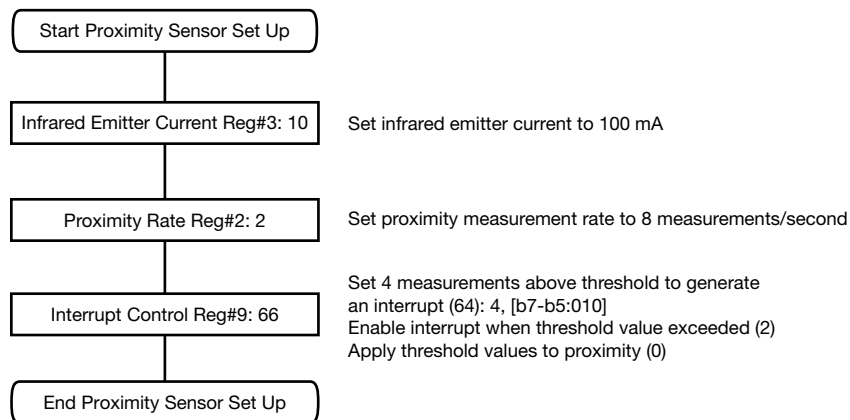 Start Proximity Sensor Set Up
Infrared Emitter Current Reg#3: 10
Set infrared emitter current to 100 mA
Proximity Rate Reg#2: 2
Set proximity measurement rate to 8 measurements/second
Interrupt Control Reg#9: 66
Set 4 measurements above threshold to generate
an interrupt (64): 4, [b7-b5:010]
Enable interrupt when threshold value exceeded (2)
Apply threshold values to proximity (0)
End Proximity Sensor Set Up